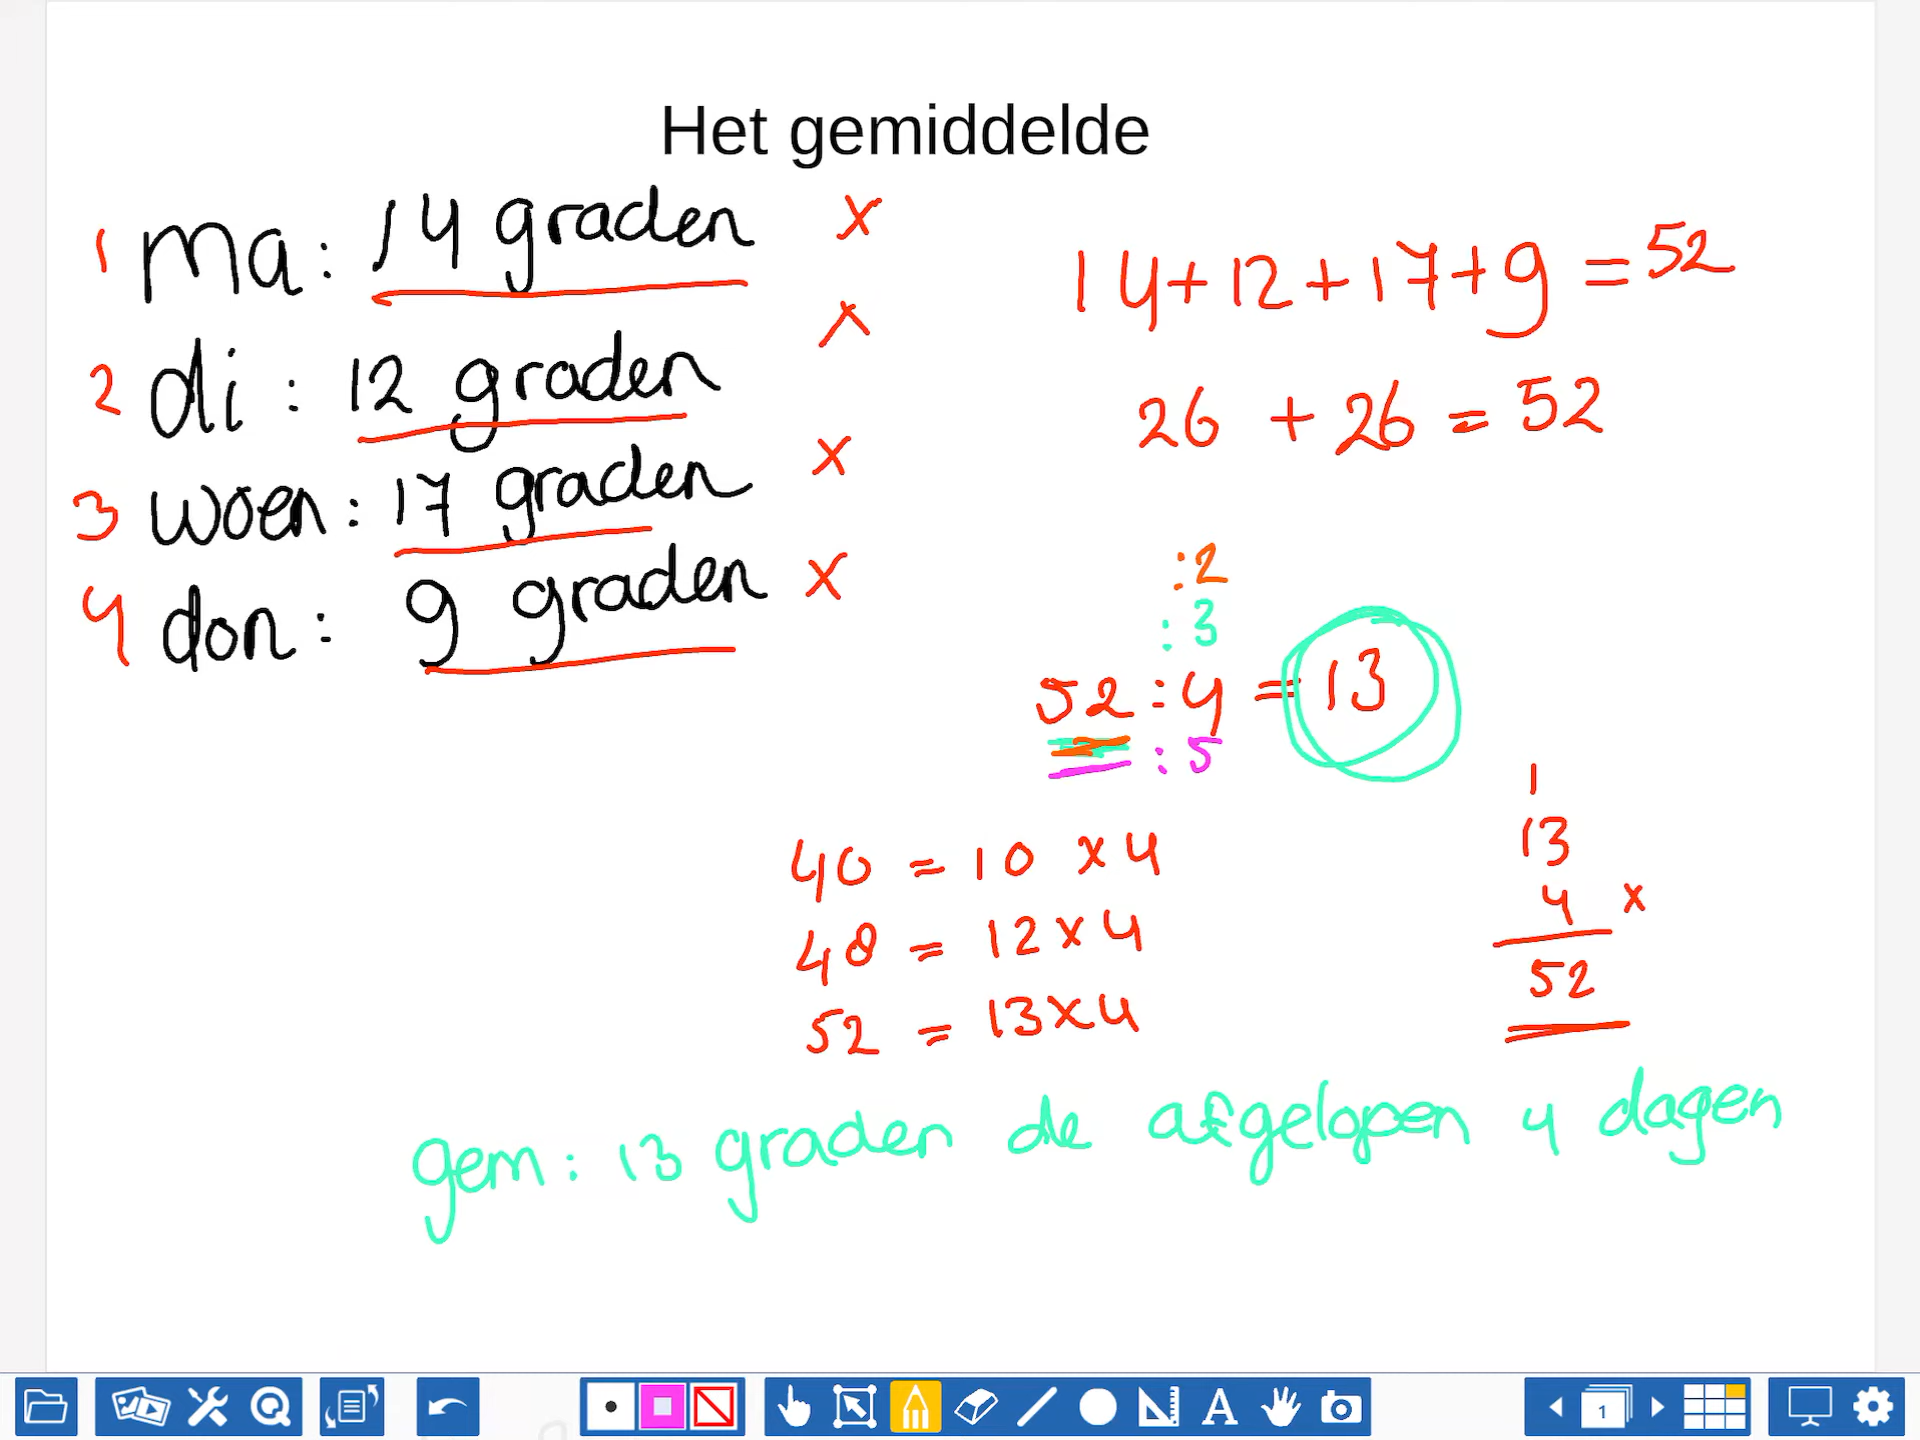 Het gemiddelde
1 ma: 14 graden x
2 di: 12 graden x
3 woen: 17 graden x
4 don: 9 graden x
14+12+17+9 = 52
26 + 26 = 52
:2
:3
52 :4 = 13
:5
40 = 10 x 4
48 = 12 x 4
52 = 13 x 4
1
13
4 x
52
gem: 13 graden de afgelopen 4 dagen
A
1